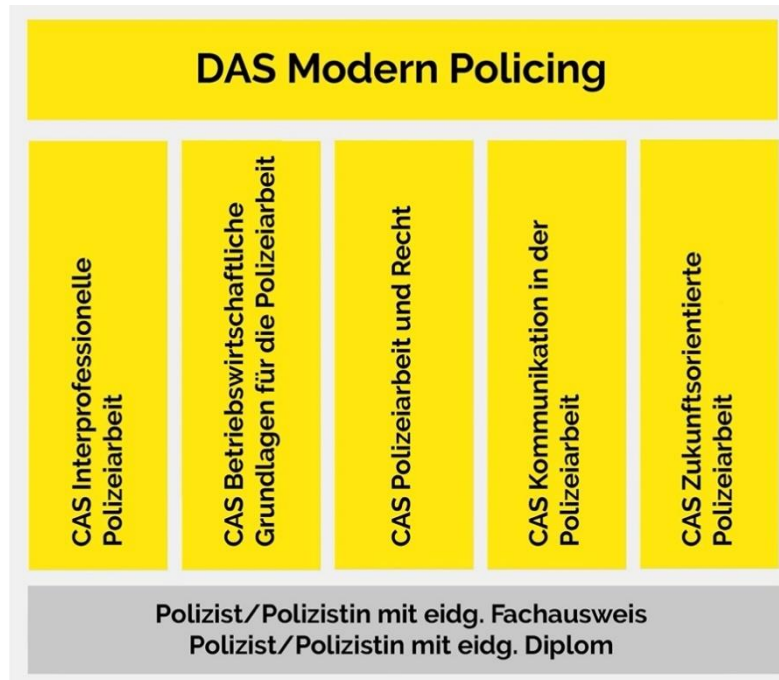 DAS Modern Policing
CAS Interprofessionelle
Polizeiarbeit
CAS Betriebswirtschaftliche
Grundlagen für die Polizeiarbeit
CAS Polizeiarbeit und Recht
CAS Kommunikation in der
Polizeiarbeit
CAS Zukunftsorientierte
Polizeiarbeit
Polizist/Polizistin mit eidg. Fachausweis
Polizist/Polizistin mit eidg. Diplom